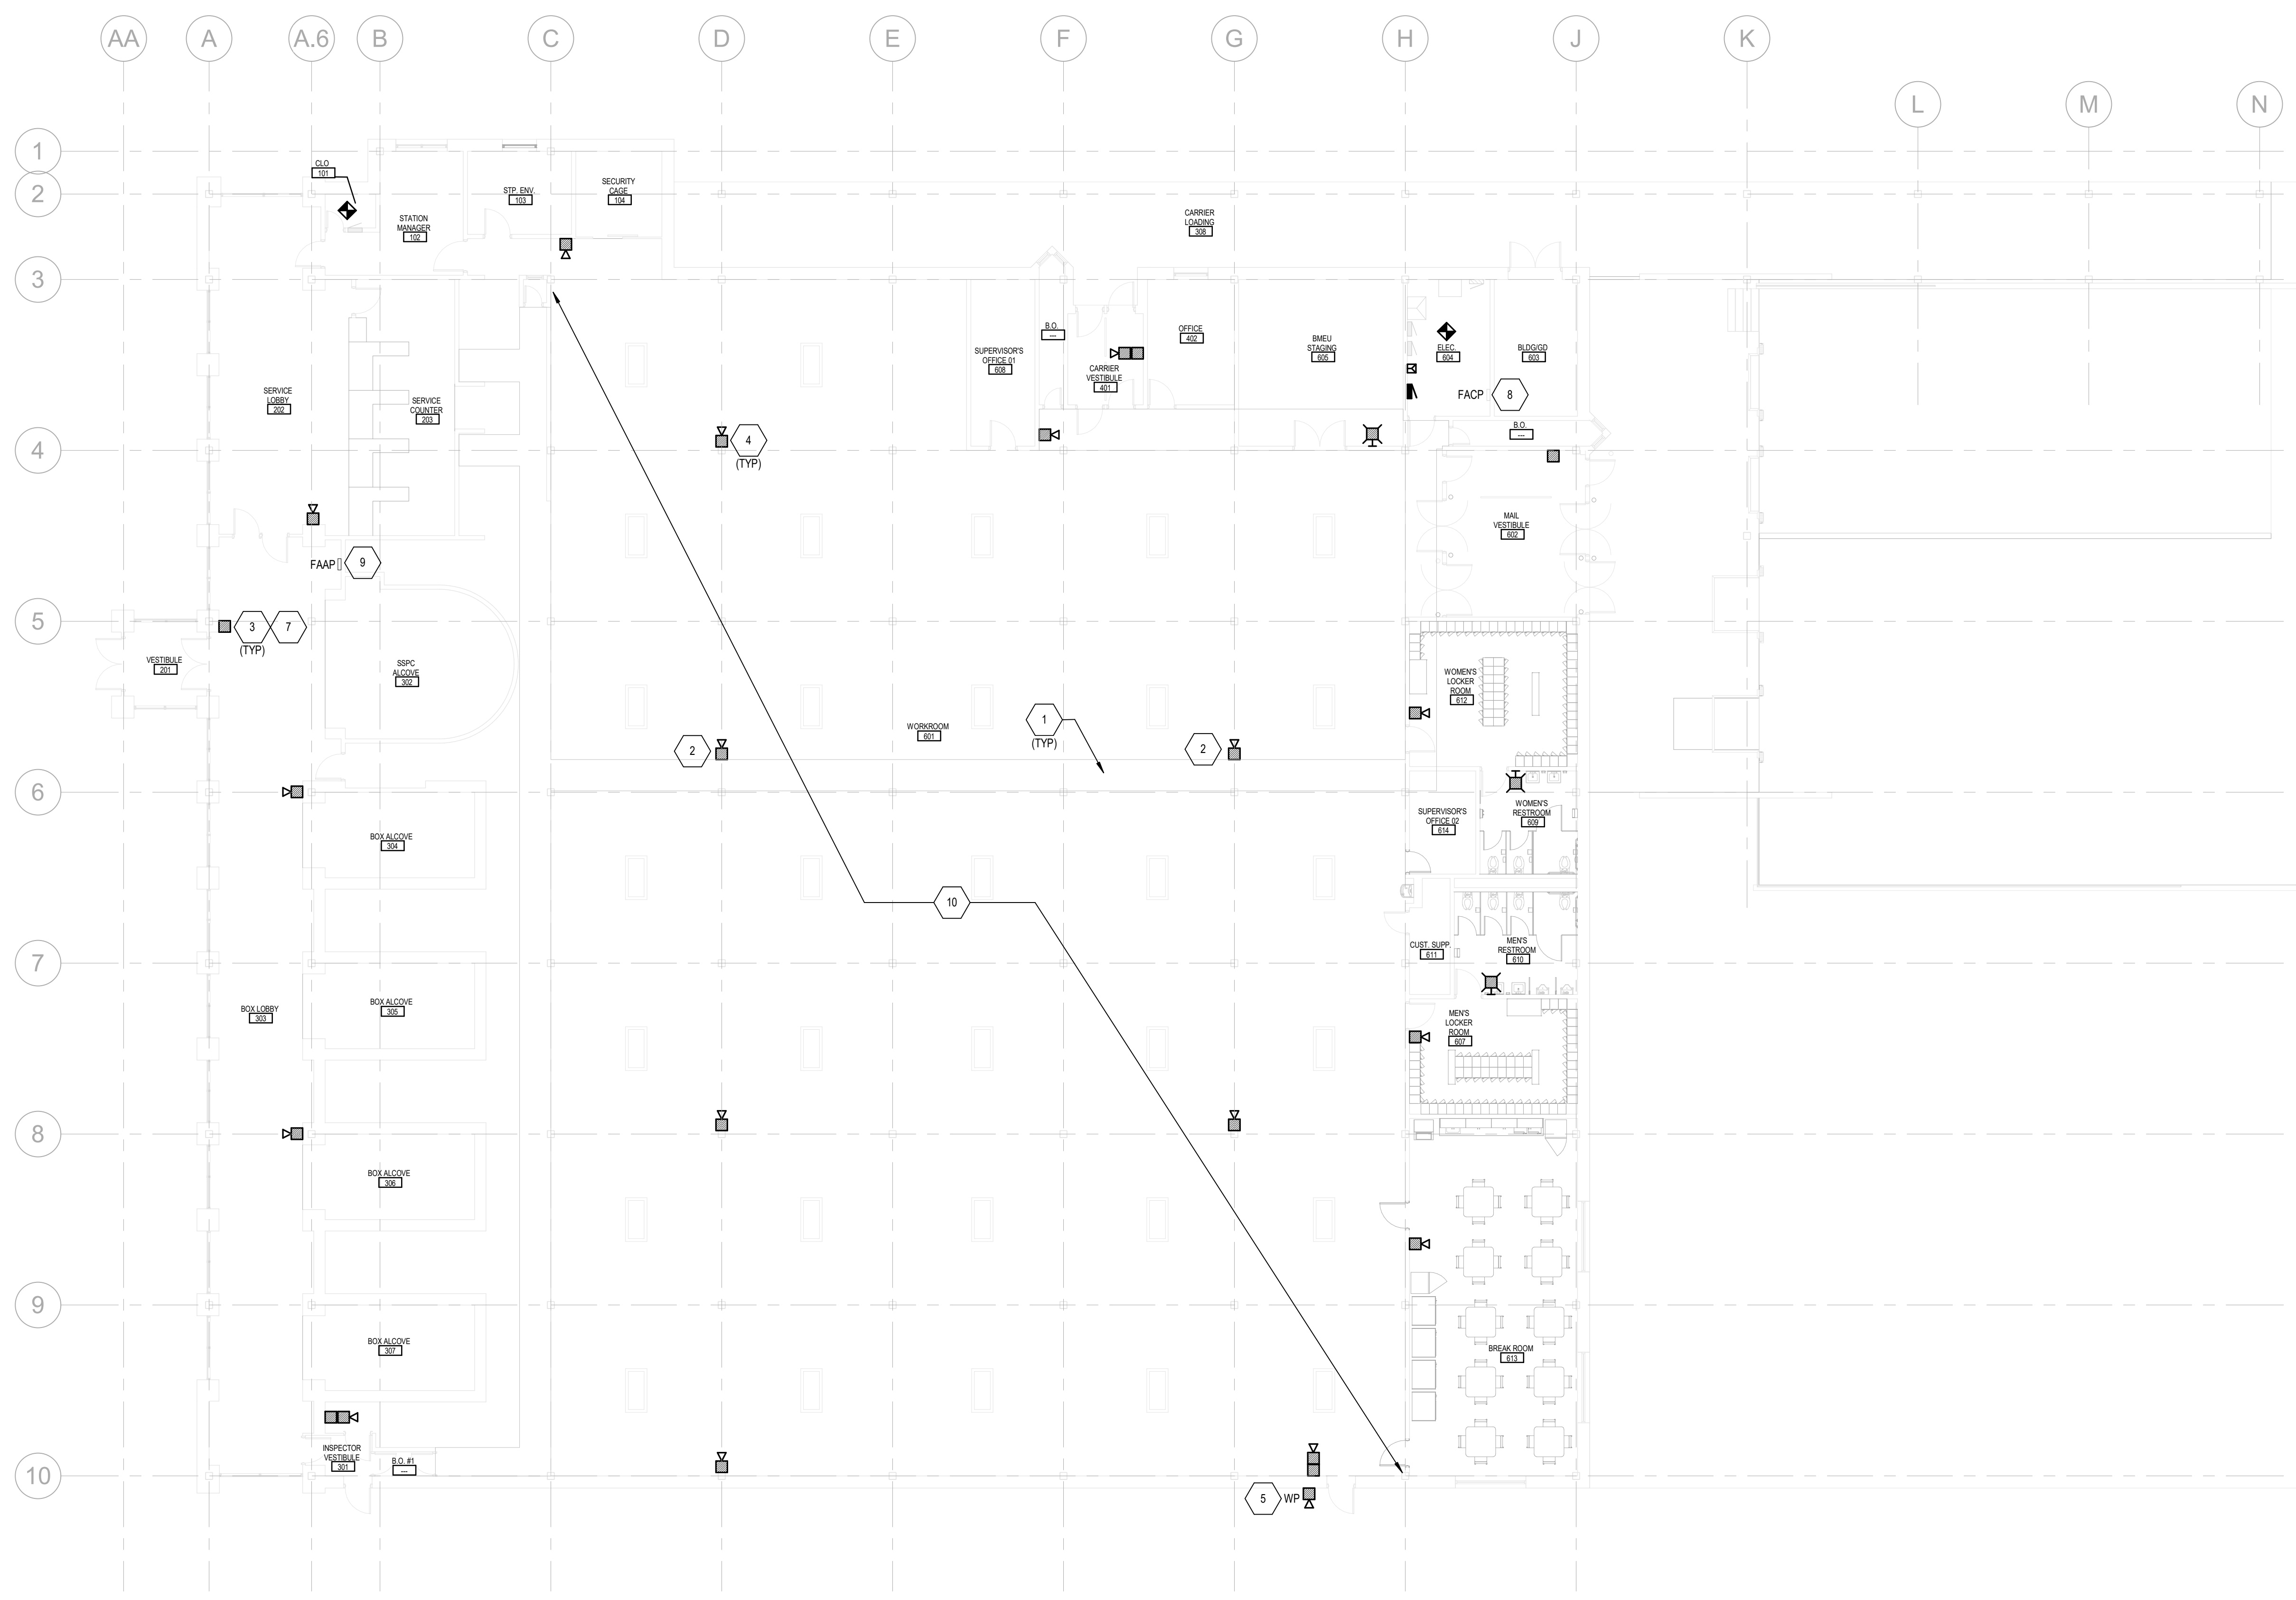 AA
A
A.6
B
C
D
E
F
G
H
J
K
L
M
N
1
2
3
4
5
6
7
8
9
10
CLO
101
STATION
MANAGER
102
STP. ENV.
103
SECURITY
CAGE
104
CARRIER
LOADING
308
SERVICE
LOBBY
202
SERVICE
COUNTER
203
SUPERVISOR'S
OFFICE 01
608
B.O.
---
CARRIER
VESTIBULE
401
OFFICE
402
BMEU
STAGING
605
ELEC.
604
BLDG/GD
603
FACP
8
B.O.
---
4
(TYP)
MAIL
VESTIBULE
602
FAAP
9
3
(TYP)
7
VESTIBULE
201
SSPC
ALCOVE
302
WOMEN'S
LOCKER
ROOM
612
WORKROOM
601
1
(TYP)
2
2
SUPERVISOR'S
OFFICE 02
614
WOMEN'S
RESTROOM
609
BOX ALCOVE
304
10
CUST. SUPP.
611
MEN'S
RESTROOM
610
BOX LOBBY
303
BOX ALCOVE
305
MEN'S
LOCKER
ROOM
607
BOX ALCOVE
306
BOX ALCOVE
307
BREAK ROOM
613
INSPECTOR
VESTIBULE
301
B.O. #1
---
5
WP